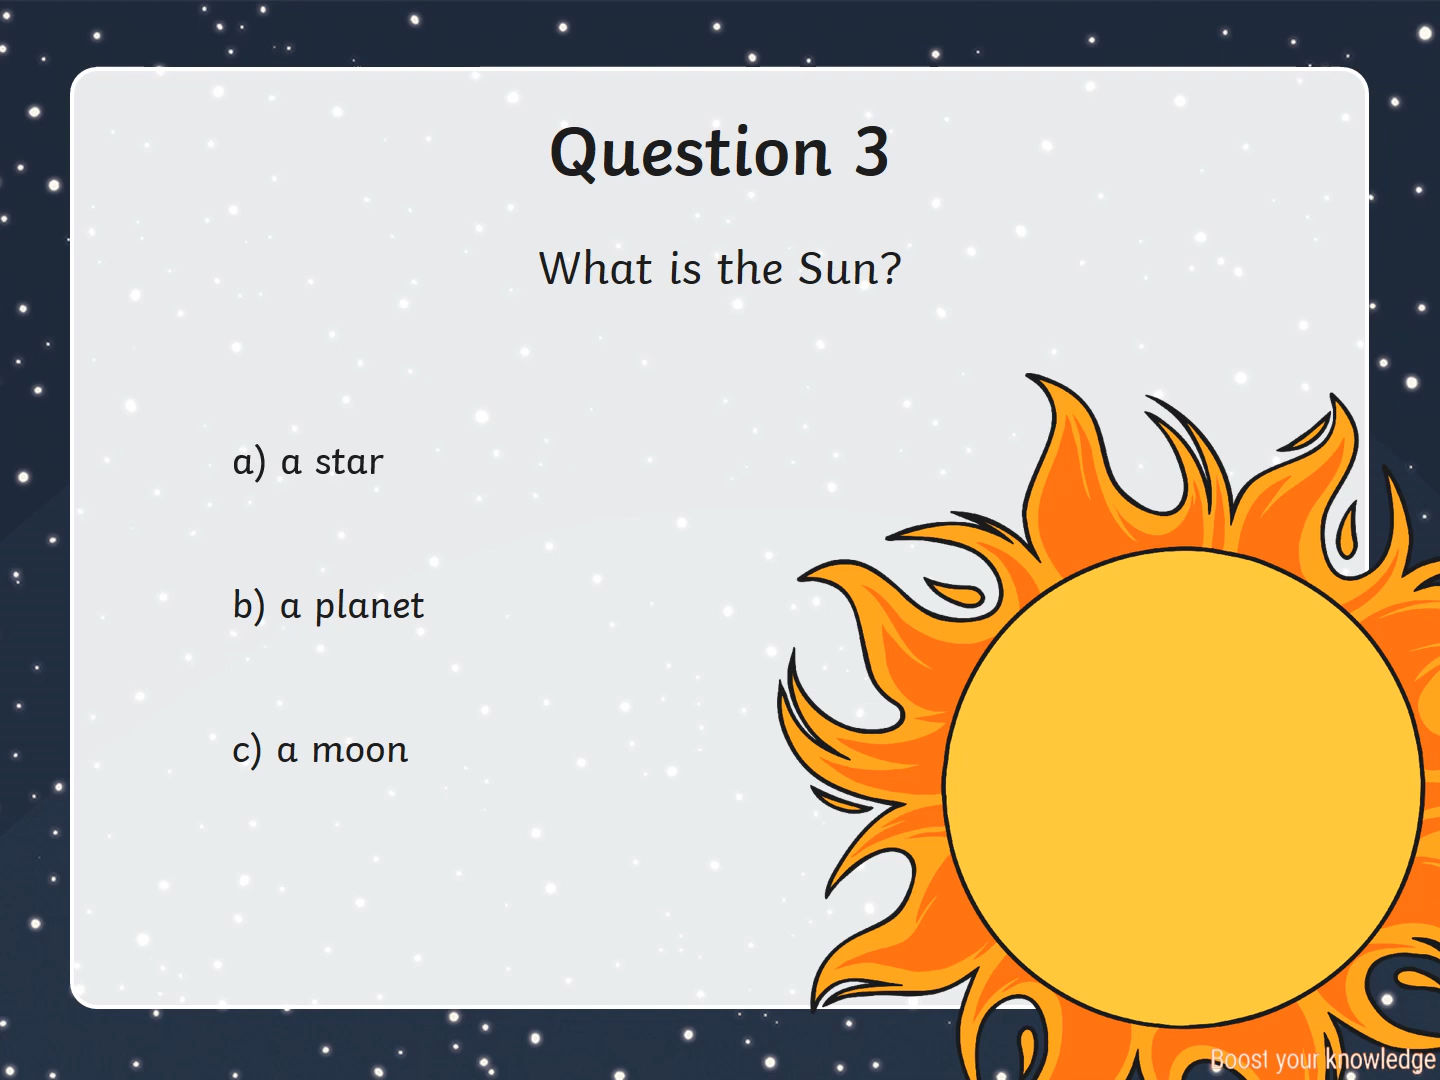 Question 3
What is the Sun?
a) a star
b) a planet
c) a moon
Boost your knowledge